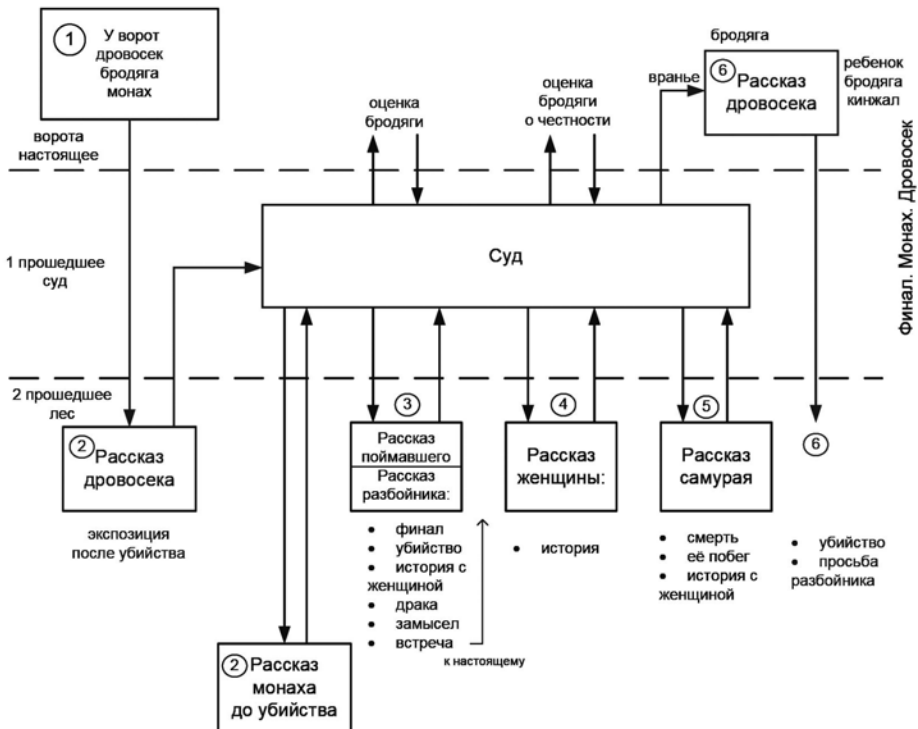 1
У ворот
дровосек
бродяга
монах
ворота
настоящее
оценка
бродяги
оценка
бродяги
о честности
вранье
бродяга
6
Рассказ
дровосека
ребенок
бродяга
кинжал
Финал. Монах. Дровосек
1 прошедшее
суд
Суд
2 прошедшее
лес
2
Рассказ
дровосека
экспозиция
после убийства
2
Рассказ
монаха
до убийства
3
Рассказ
поймавшего
Рассказ
разбойника:
• финал
• убийство
• история с
женщиной
• драка
• замысел
• встреча
к настоящему
4
Рассказ
женщины:
• история
5
Рассказ
самурая
• смерть
• её побег
• история с
женщиной
6
• убийство
• просьба
разбойника